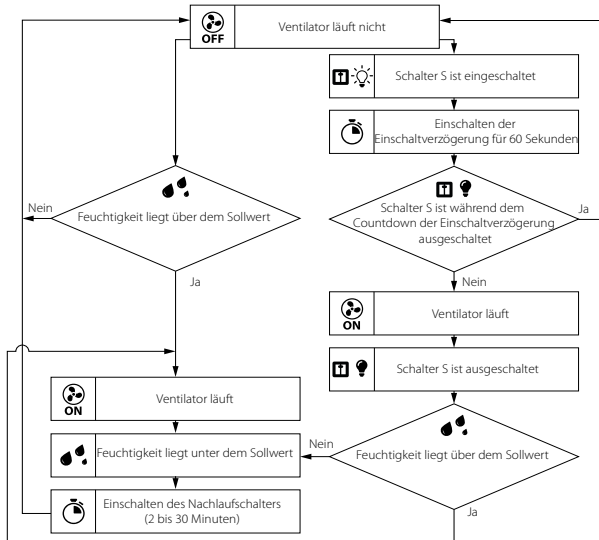 OFF
Ventilator läuft nicht
Schalter S ist eingeschaltet
Einschalten der
Einschaltverzögerung für 60 Sekunden
Nein
Feuchtigkeit liegt über dem Sollwert
Ja
Schalter S ist während dem
Countdown der Einschaltverzögerung
ausgeschaltet
Ja
Nein
ON
Ventilator läuft
Schalter S ist ausgeschaltet
ON
Ventilator läuft
Feuchtigkeit liegt unter dem Sollwert
Nein
Feuchtigkeit liegt über dem Sollwert
Ja
Einschalten des Nachlaufschalters
(2 bis 30 Minuten)